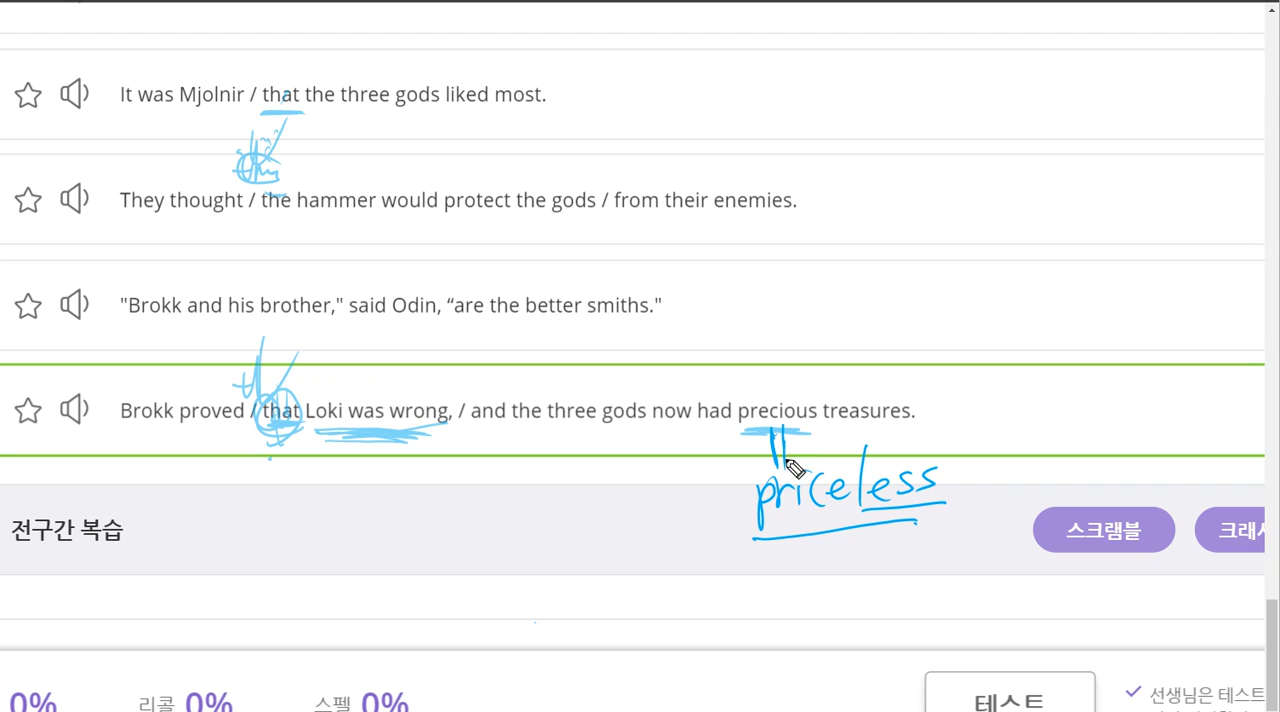 It was Mjolnir / that the three gods liked most.
They thought / the hammer would protect the gods / from their enemies.
"Brokk and his brother," said Odin, “are the better smiths."
Brokk proved / that Loki was wrong, / and the three gods now had precious treasures.
priceless
전구간 복습
스크램블
크래시
0%
리콜 0%
스펠 0%
테스트
선생님은 테스트